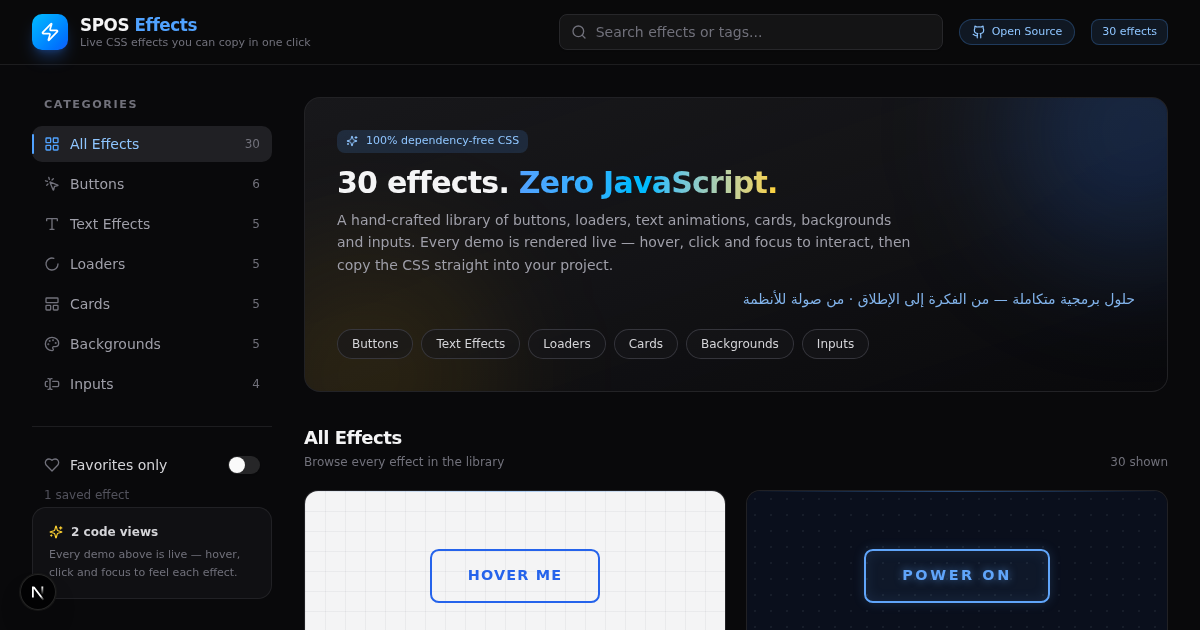 SPOS Effects
Live CSS effects you can copy in one click
Search effects or tags...
Open Source
30 effects
CATEGORIES
All Effects 30
Buttons 6
Text Effects 5
Loaders 5
Cards 5
Backgrounds 5
Inputs 4
Favorites only
1 saved effect
2 code views
Every demo above is live — hover,
click and focus to feel each effect.
N
100% dependency-free CSS
30 effects. Zero JavaScript.
A hand-crafted library of buttons, loaders, text animations, cards, backgrounds
and inputs. Every demo is rendered live — hover, click and focus to interact, then
copy the CSS straight into your project.
حلول برمجية متكاملة — من الفكرة إلى الإطلاق · من صولة للأنظمة
Buttons Text Effects Loaders Cards Backgrounds Inputs
All Effects
Browse every effect in the library
30 shown
HOVER ME
POWER ON